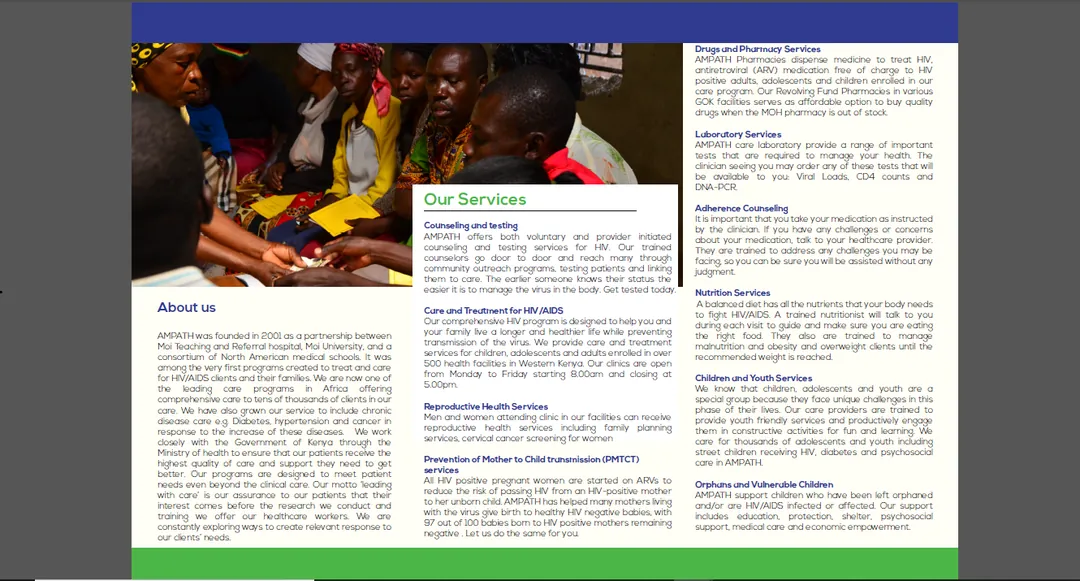 About us
AMPATH was founded in 2001 as a partnership between
Moi Teaching and Referral hospital, Moi University, and a
consortium of North American medical schools. It was
among the very first programs created to treat and care
for HIV/AIDS clients and their families. We are now one of
the leading care programs in Africa offering
comprehensive care to tens of thousands of clients in our
care. We have also grown our service to include chronic
disease care e.g. Diabetes, hypertension and cancer in
response to the increase of these diseases. We work
closely with the Government of Kenya through the
Ministry of health to ensure that our patients receive the
highest quality of care and support they need to get
better. Our programs are designed to meet patient
needs even beyond the clinical care. Our motto 'leading
with care' is our assurance to our patients that their
interest comes before the research we conduct and
training we offer our healthcare workers. We are
constantly exploring ways to create relevant response to
our clients' needs.
Our Services
Counseling and testing
AMPATH offers both voluntary and provider initiated
counseling and testing services for HIV. Our trained
counselors go door to door and reach many through
community outreach programs, testing patients and linking
them to care. The earlier someone knows their status the
easier it is to manage the virus in the body. Get tested today.
Care and Treatment for HIV/AIDS
Our comprehensive HIV program is designed to help you and
your family live a longer and healthier life while preventing
transmission of the virus. We provide care and treatment
services for children, adolescents and adults enrolled in over
500 health facilities in Western Kenya. Our clinics are open
from Monday to Friday starting 8.00am and closing at
5.00pm.
Reproductive Health Services
Men and women attending clinic in our facilities can receive
reproductive health services including family planning
services, cervical cancer screening for women
Prevention of Mother to Child transmission (PMTCT)
services
All HIV positive pregnant women are started on ARVs to
reduce the risk of passing HIV from an HIV-positive mother
to her unborn child. AMPATH has helped many mothers living
with the virus give birth to healthy HIV negative babies, with
97 out of 100 babies born to HIV positive mothers remaining
negative . Let us do the same for you.
Drugs and Pharmacy Services
AMPATH Pharmacies dispense medicine to treat HIV,
antiretroviral (ARV) medication free of charge to HIV
positive adults, adolescents and children enrolled in our
care program. Our Revolving Fund Pharmacies in various
GOK facilities serves as affordable option to buy quality
drugs when the MOH pharmacy is out of stock.
Laboratory Services
AMPATH care laboratory provide a range of important
tests that are required to manage your health. The
clinician seeing you may order any of these tests that will
be available to you: Viral Loads, CD4 counts and
DNA-PCR.
Adherence Counseling
It is important that you take your medication as instructed
by the clinician. If you have any challenges or concerns
about your medication, talk to your healthcare provider.
They are trained to address any challenges you may be
facing, so you can be sure you will be assisted without any
judgment.
Nutrition Services
A balanced diet has all the nutrients that your body needs
to fight HIV/AIDS. A trained nutritionist will talk to you
during each visit to guide and make sure you are eating
the right food. They also are trained to manage
malnutrition and obesity and overweight clients until the
recommended weight is reached.
Children and Youth Services
We know that children, adolescents and youth are a
special group because they face unique challenges in this
phase of their lives. Our care providers are trained to
provide youth friendly services and productively engage
them in constructive activities for fun and learning. We
care for thousands of adolescents and youth including
street children receiving HIV, diabetes and psychosocial
care in AMPATH.
Orphans and Vulnerable Children
AMPATH support children who have been left orphaned
and/or are HIV/AIDS infected or affected. Our support
includes education, protection, shelter, psychosocial
support, medical care and economic empowerment.